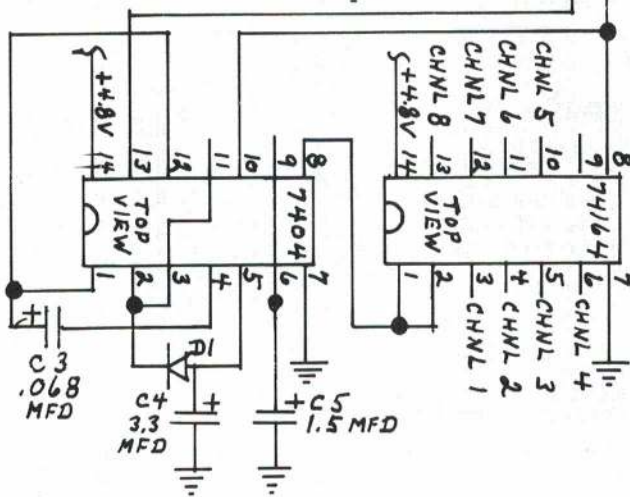 +4.8V
14
13
12
11
10
9
8
TOP VIEW
7404
1
2
3
4
5
6
7
+
C3
.068
MFD
D1
C4
3.3
MFD
+
+
C5
1.5 MFD
+4.8V
CHNL 8
CHNL 7
CHNL 6
CHNL 5
14
13
12
11
10
9
8
TOP VIEW
74164
1
2
3
4
5
6
7
CHNL 1
CHNL 2
CHNL 3
CHNL 4